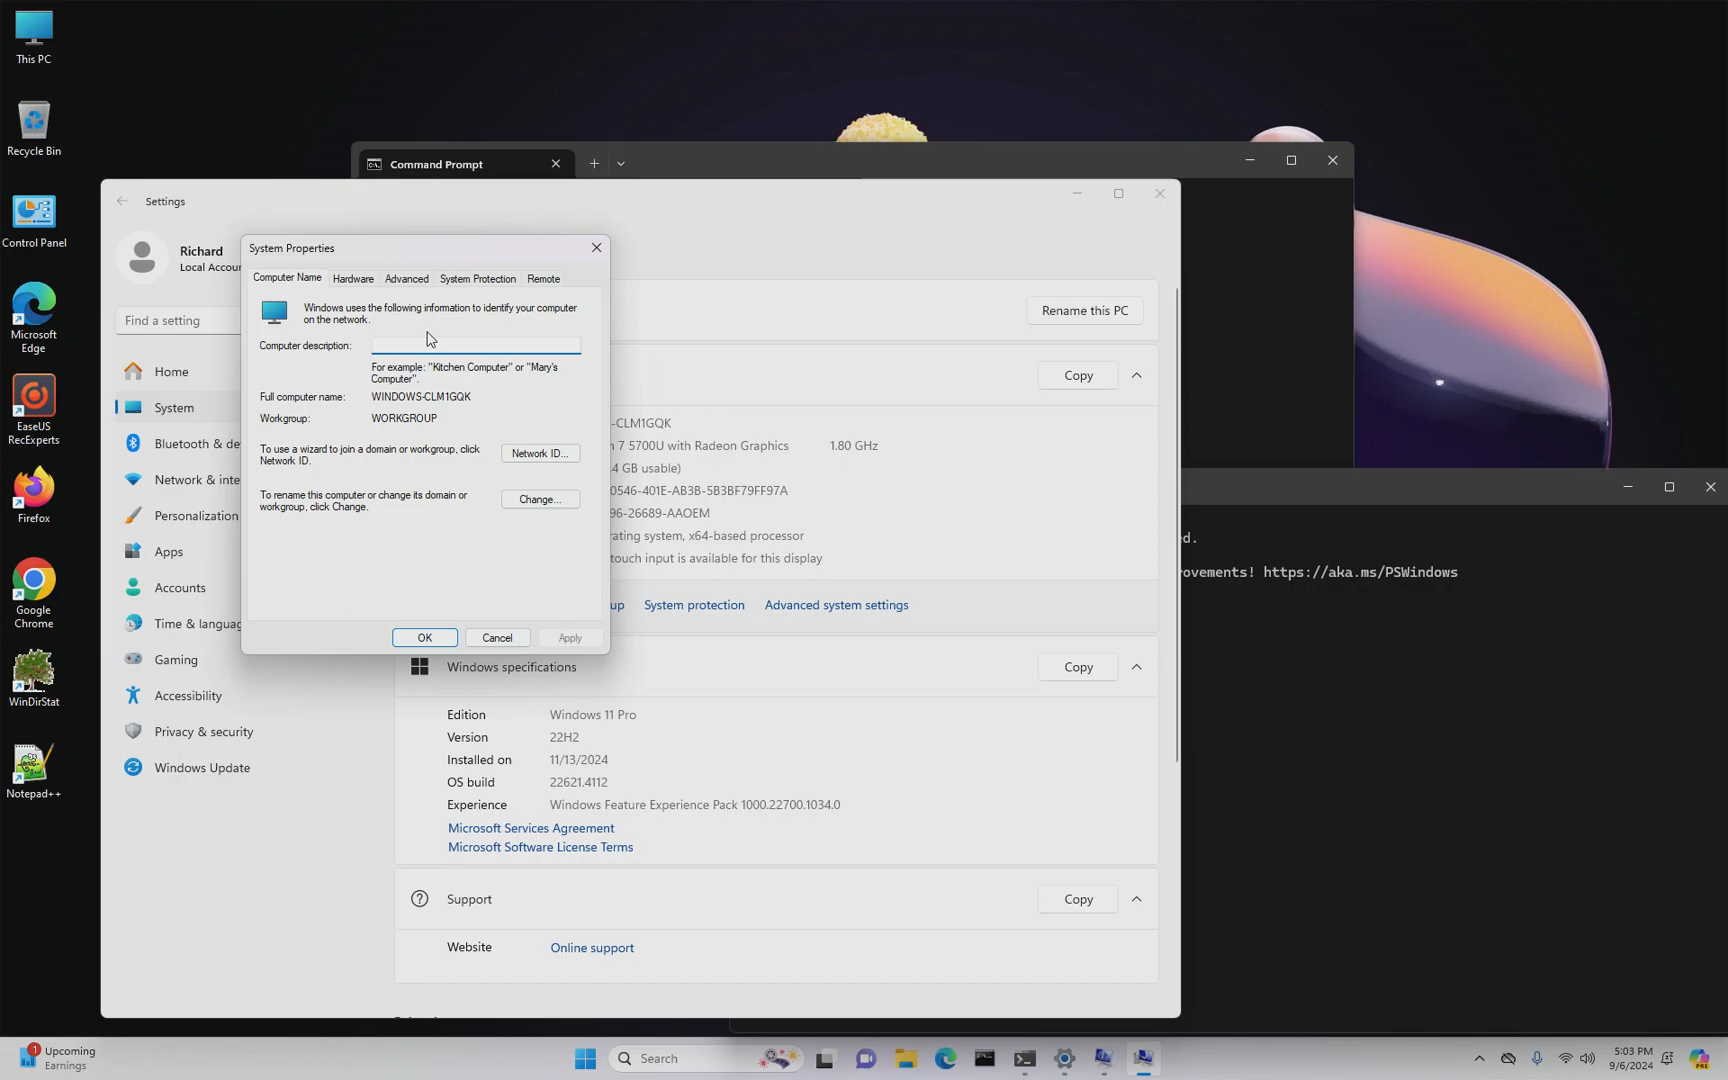 This PC
Recycle Bin
Control Panel
Microsoft
Edge
EaseUS
RecExperts
Firefox
Google
Chrome
WinDirStat
Notepad++
Command Prompt
Settings
Richard
Local Accou
Find a setting
Home
System
Bluetooth & de
Network & inte
Personalization
Apps
Accounts
Time & languag
Gaming
Accessibility
Privacy & security
Windows Update
System Properties
Computer Name
Hardware
Advanced
System Protection
Remote
Windows uses the following information to identify your computer
on the network.
Computer description:
For example: "Kitchen Computer" or "Mary's
Computer".
Full computer name:
WINDOWS-CLM1GQK
Workgroup:
WORKGROUP
To use a wizard to join a domain or workgroup, click
Network ID.
Network ID...
To rename this computer or change its domain or
workgroup, click Change.
Change...
OK
Cancel
Apply
Rename this PC
Copy
-CLM1GQK
n 7 5700U with Radeon Graphics 1.80 GHz
.4 GB usable)
0546-401E-AB3B-5B3BF79FF97A
96-26689-AAOEM
rating system, x64-based processor
touch input is available for this display
up
System protection
Advanced system settings
Windows specifications
Copy
Edition Windows 11 Pro
Version 22H2
Installed on 11/13/2024
OS build 22621.4112
Experience Windows Feature Experience Pack 1000.22700.1034.0
Microsoft Services Agreement
Microsoft Software License Terms
Support
Copy
Website
Online support
ed.
rovements! https://aka.ms/PSWindows
1
Upcoming
Earnings
Search
5:03 PM
9/6/2024
PRE